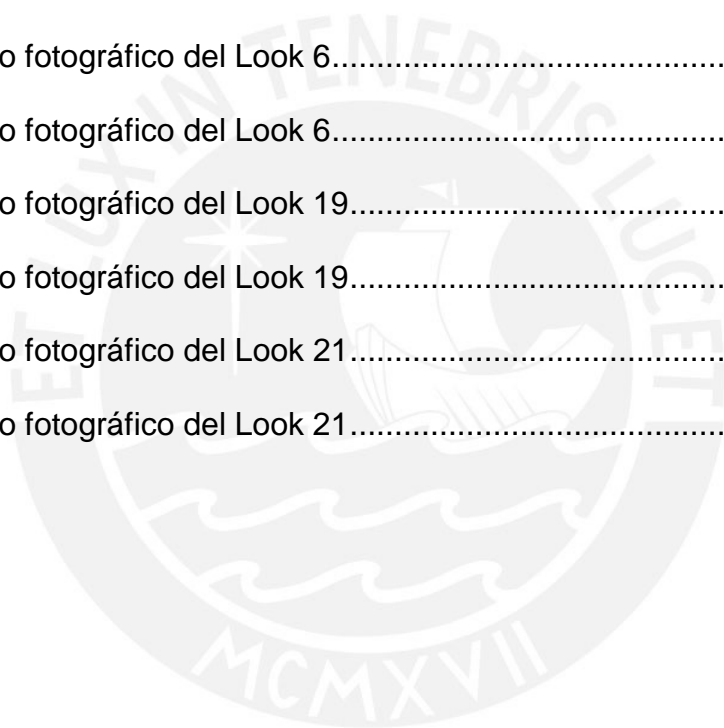 o fotográfico del Look 6................................................
o fotográfico del Look 6................................................
o fotográfico del Look 19..............................................
o fotográfico del Look 19..............................................
o fotográfico del Look 21..............................................
o fotográfico del Look 21..............................................
ET LUX IN TENEBRIS LUCET
MCMXVII